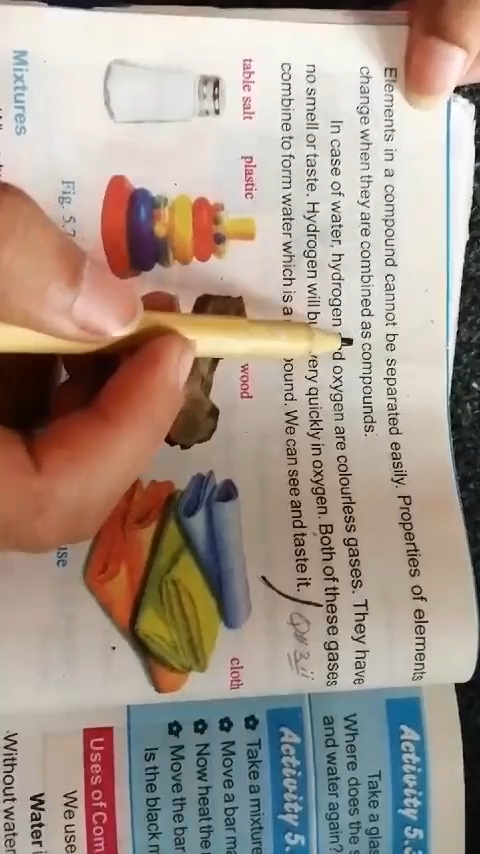 Elements in a compound cannot be separated easily. Properties of elements
change when they are combined as compounds.
In case of water, hydrogen oxygen are colourless gases. They have
no smell or taste. Hydrogen will very quickly in oxygen. Both of these gases
combine to form water which is a We can see and taste it.
table salt
plastic
wood
cloth
Fig. 5.7
Mixtures
Activity 5.
Take a glas
Where does the s
and water again?
Activity 5.
Take a mixture
Move a bar ma
Now heat the
Move the bar
Is the black
Uses of Com
We use
Water
Without water